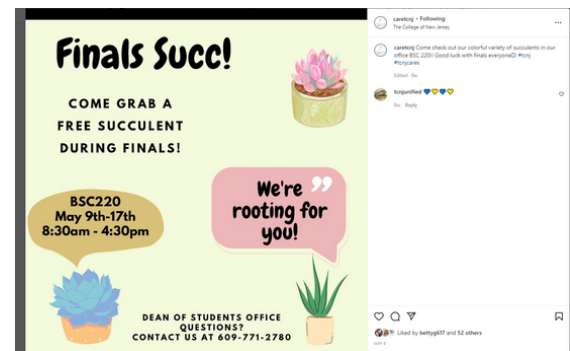 Finals Succ!
COME GRAB A
FREE SUCCULENT
DURING FINALS!
BSC220
May 9th-17th
8:30am - 4:30pm
We're
rooting for
you!
DEAN OF STUDENTS OFFICE
QUESTIONS?
CONTACT US AT 609-771-2780
caretcnj • Following
The College of New Jersey
caretcnj Come check out our colorful variety of succulents in our
office BSC 220!! Good luck with finals everyone! #tcnj
#tcnjcares
Edited ·
tcnjunified 💙💛💙💛
Reply
Liked by bettyg617 and 52 others